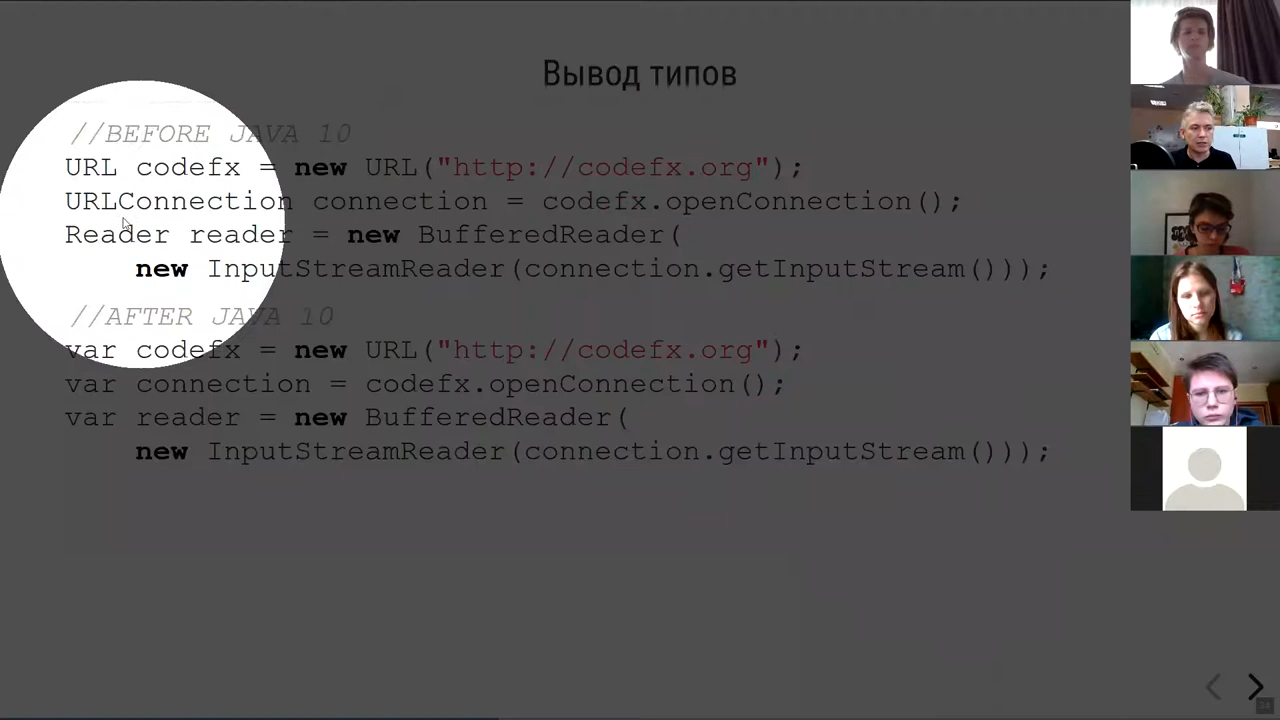 Вывод типов
//BEFORE JAVA 10
URL codefx = new URL("http://codefx.org");
URLConnection connection = codefx.openConnection();
Reader reader = new BufferedReader(
new InputStreamReader(connection.getInputStream()));
//AFTER JAVA 10
var codefx = new URL("http://codefx.org");
var connection = codefx.openConnection();
var reader = new BufferedReader(
new InputStreamReader(connection.getInputStream()));